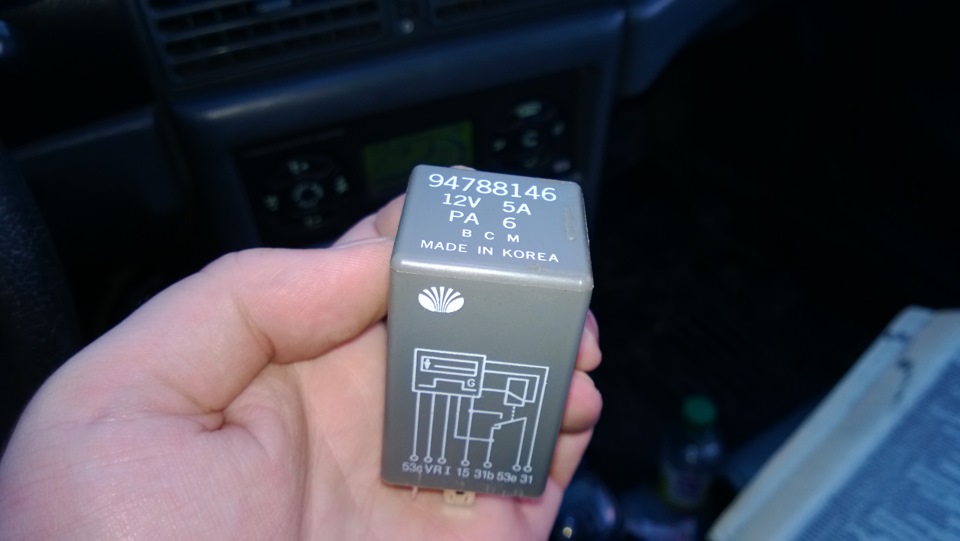 94788146
12V 5A
PA 6
B C M
MADE IN KOREA
G
53c VR I 15 31b 53e 31